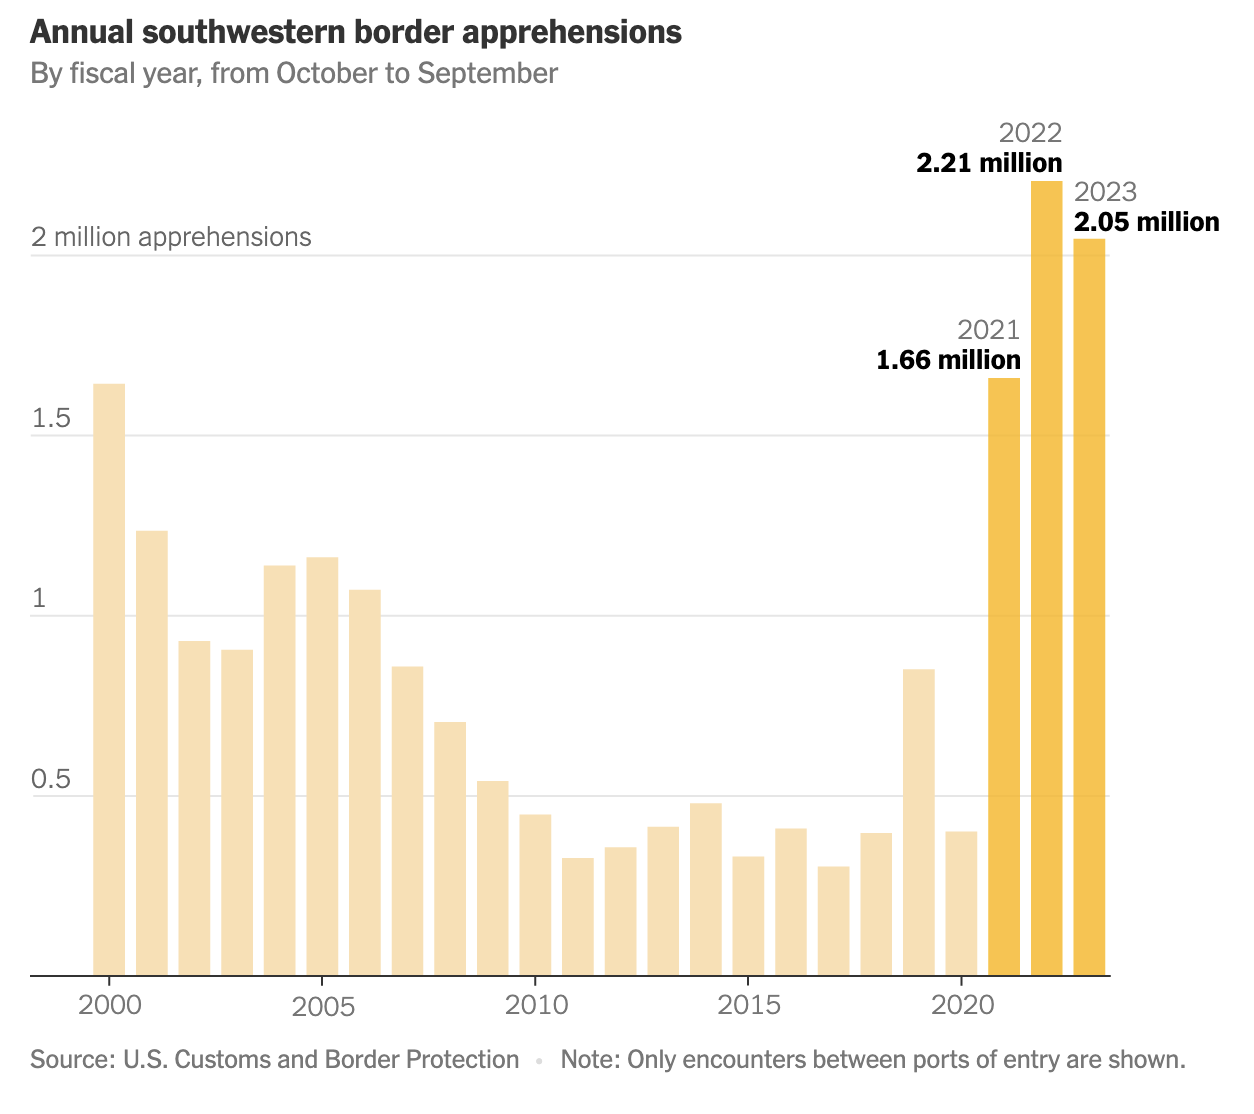 Annual southwestern border apprehensions
By fiscal year, from October to September
2022
2.21 million
2023
2.05 million
2 million apprehensions
2021
1.66 million
1.5
1
0.5
2000 2005 2010 2015 2020
Source: U.S. Customs and Border Protection • Note: Only encounters between ports of entry are shown.